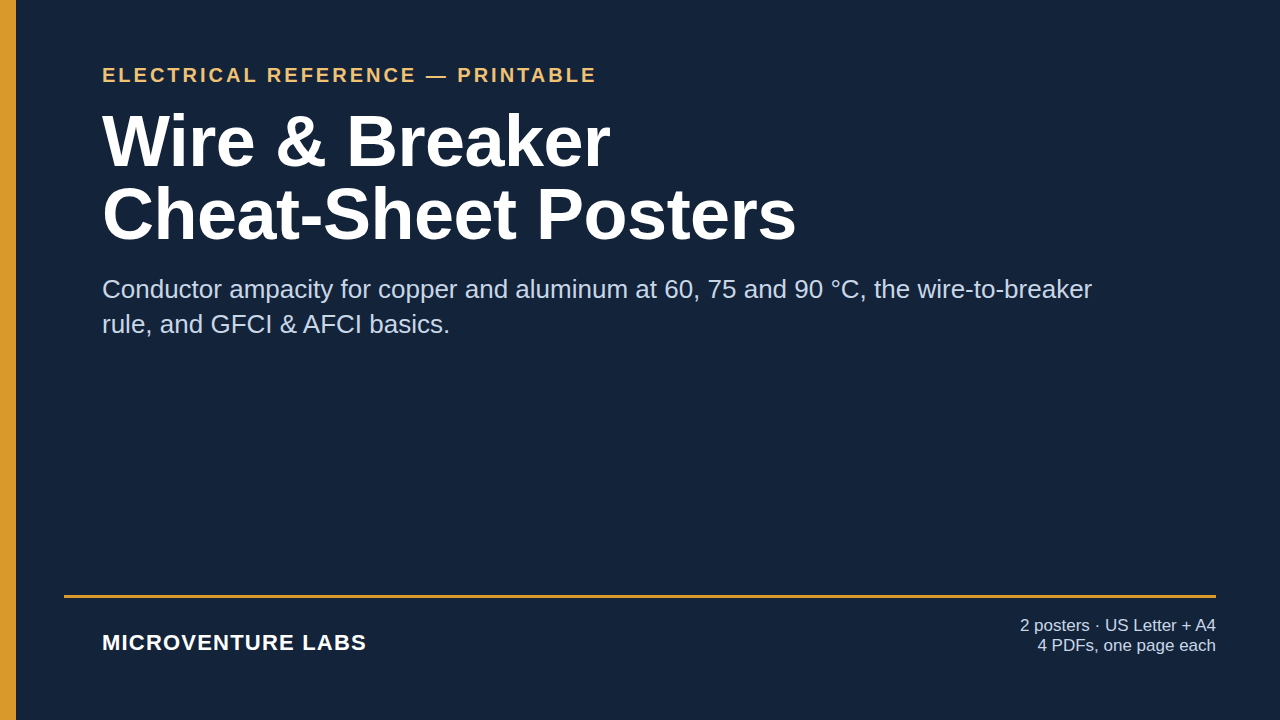 ELECTRICAL REFERENCE — PRINTABLE
Wire & Breaker
Cheat-Sheet Posters
Conductor ampacity for copper and aluminum at 60, 75 and 90 °C, the wire-to-breaker
rule, and GFCI & AFCI basics.
MICROVENTURE LABS
2 posters · US Letter + A4
4 PDFs, one page each